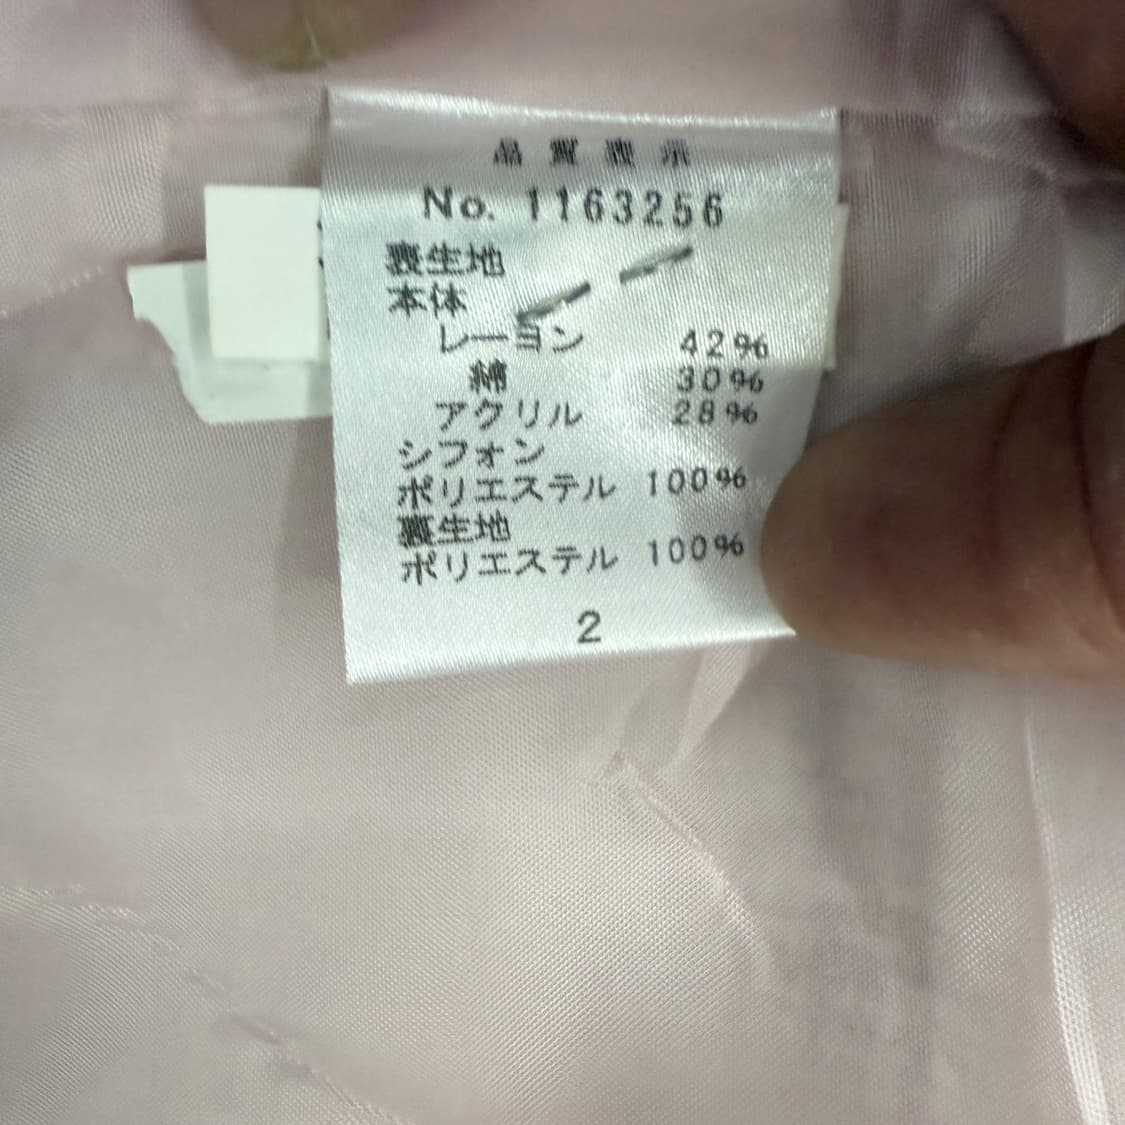 品質表示
No. 1163256
表生地
本体
レーヨン 42%
綿 30%
アクリル 28%
シフォン
ポリエステル 100%
裏生地
ポリエステル 100%
2